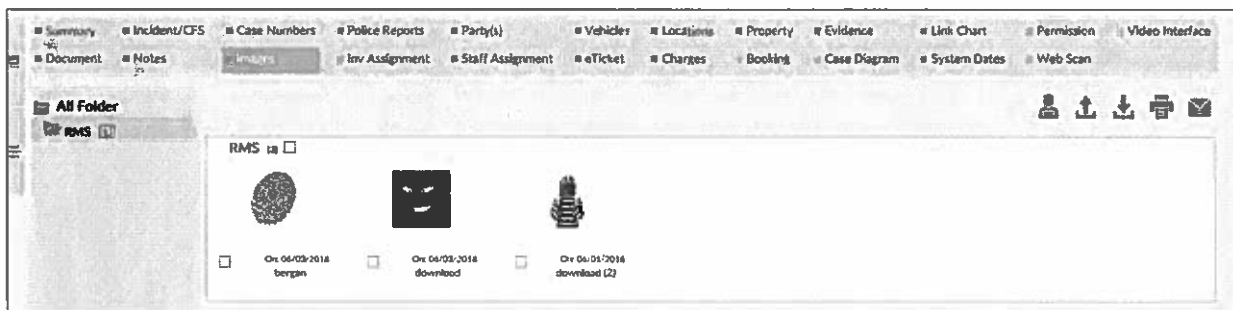 Summary Incident/CFS Case Numbers Police Reports Party(s) Vehicles Locations Property Evidence Link Chart Permission Video Interface
Document Notes Images Inv Assignment Staff Assignment eTicket Charges Booking Case Diagram System Dates Web Scan
All Folder
RMS
RMS
On: 06/03/2018 On: 06/03/2018 On: 06/01/2018
bergan download download (2)